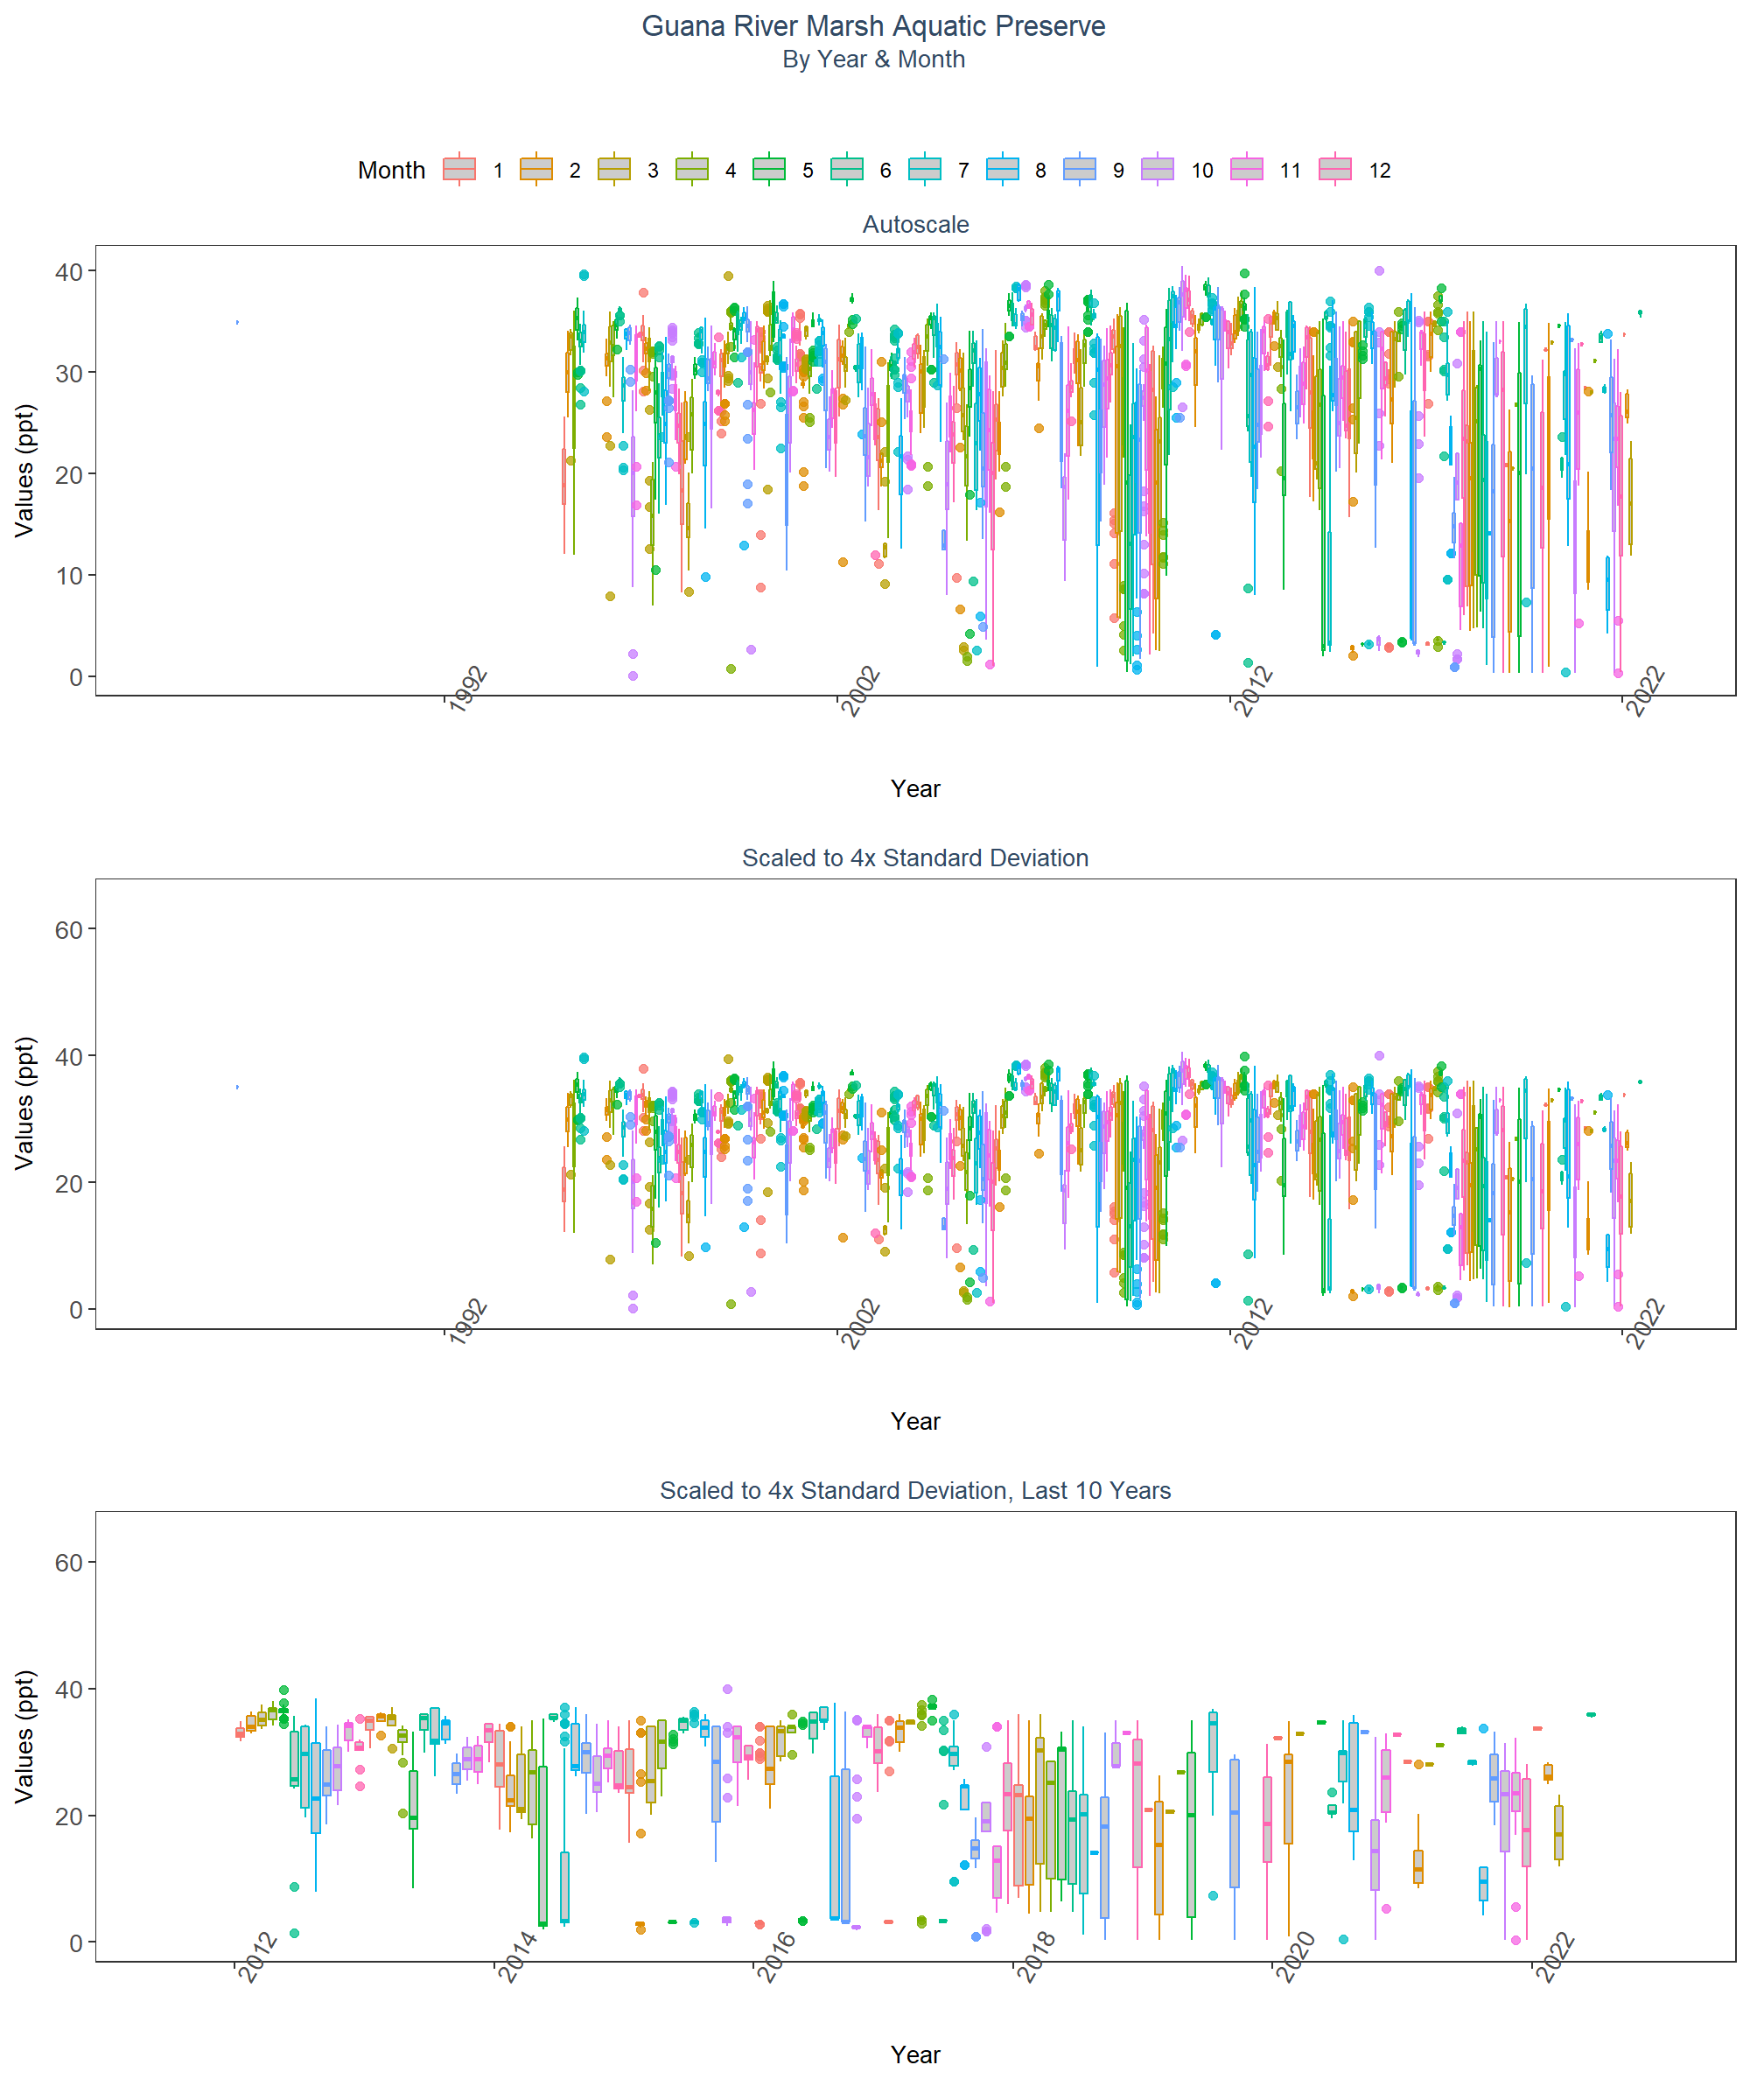 Guana River Marsh Aquatic Preserve
By Year & Month
Month 1 2 3 4 5 6 7 8 9 10 11 12
Autoscale
Values (ppt)
40
30
20
10
0
1992 2002 2012 2022
Year
Scaled to 4x Standard Deviation
Values (ppt)
60
40
20
0
1992 2002 2012 2022
Year
Scaled to 4x Standard Deviation, Last 10 Years
Values (ppt)
60
40
20
0
2012 2014 2016 2018 2020 2022
Year